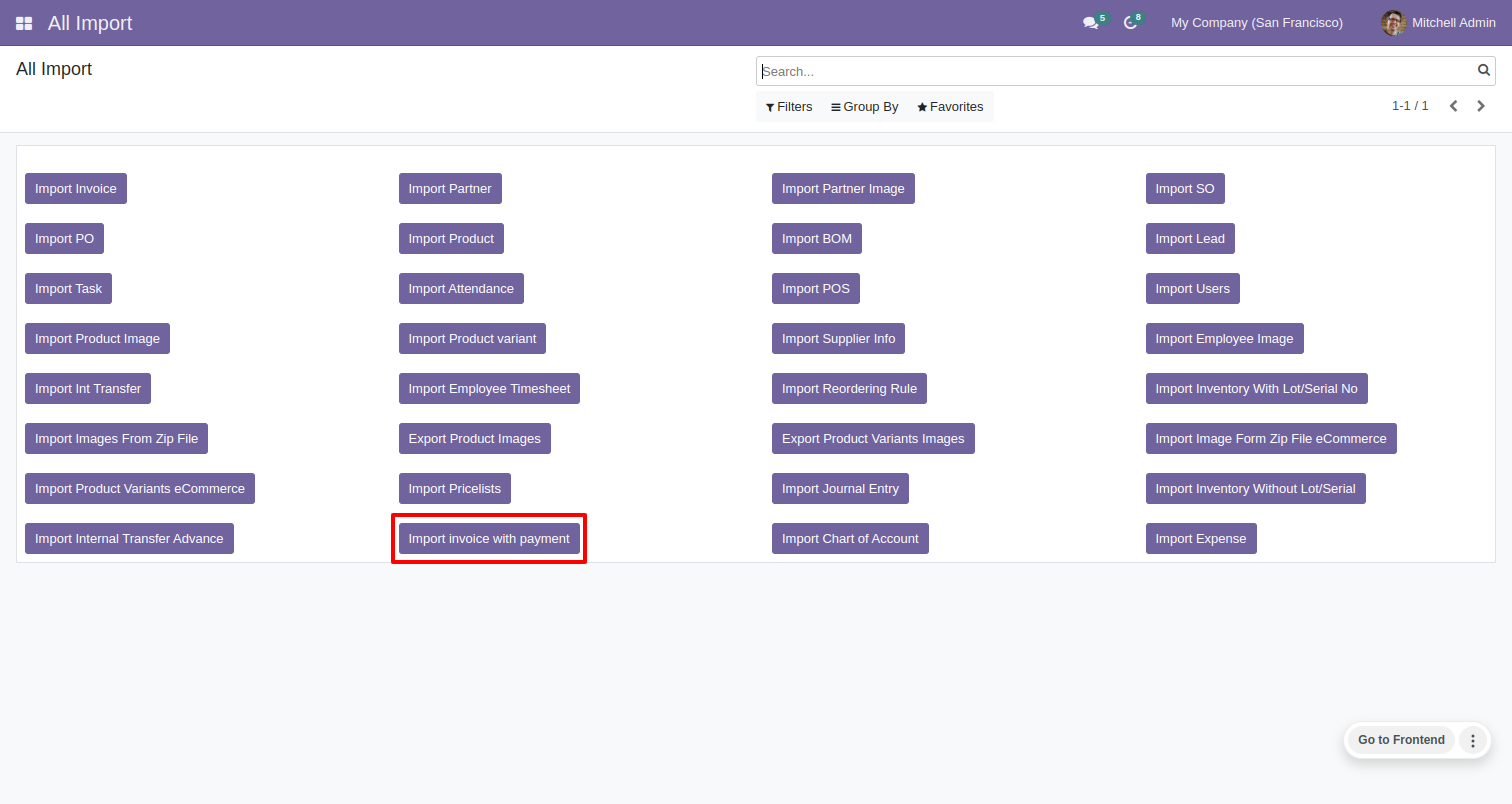 All Import 5 8 My Company (San Francisco) Mitchell Admin
All Import Search...
Filters Group By Favorites 1-1 / 1
Import Invoice Import Partner Import Partner Image Import SO
Import PO Import Product Import BOM Import Lead
Import Task Import Attendance Import POS Import Users
Import Product Image Import Product variant Import Supplier Info Import Employee Image
Import Int Transfer Import Employee Timesheet Import Reordering Rule Import Inventory With Lot/Serial No
Import Images From Zip File Export Product Images Export Product Variants Images Import Image Form Zip File eCommerce
Import Product Variants eCommerce Import Pricelists Import Journal Entry Import Inventory Without Lot/Serial
Import Internal Transfer Advance Import invoice with payment Import Chart of Account Import Expense
Go to Frontend